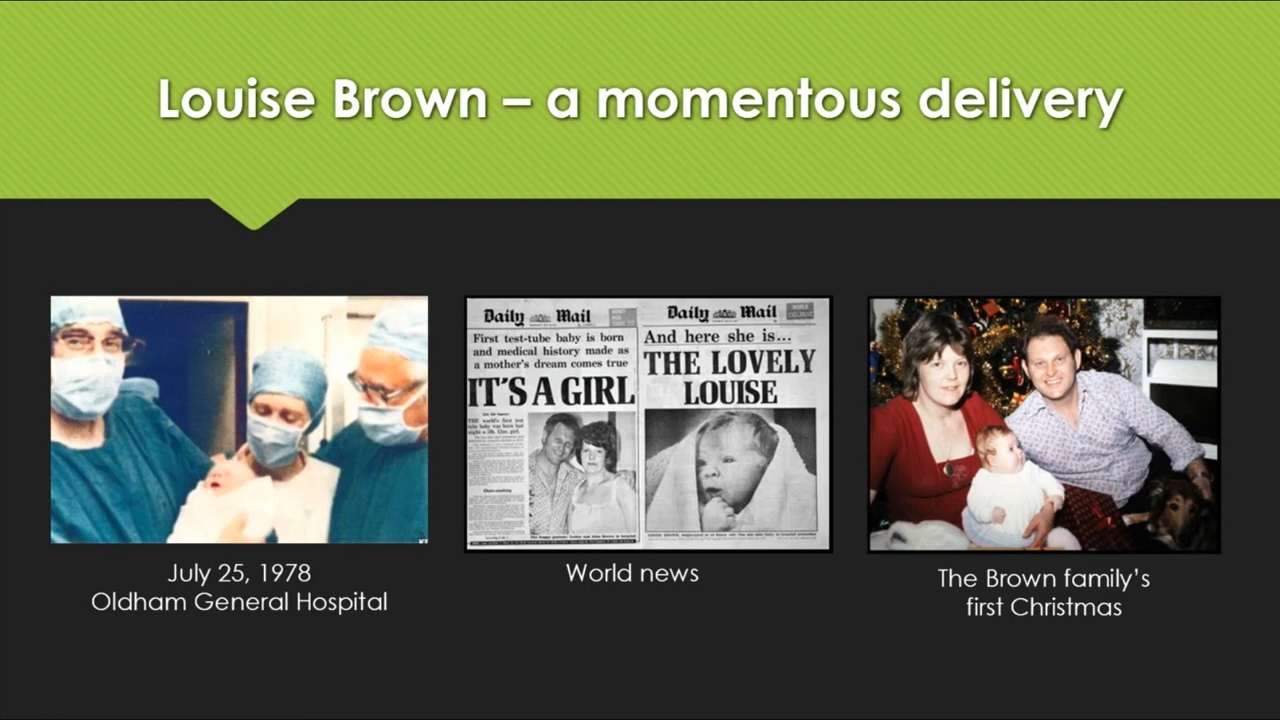 Louise Brown – a momentous delivery
Daily Mail
First test-tube baby is born
and medical history made as
a mother's dream comes true
IT'S A GIRL
Daily Mail
And here she is...
THE LOVELY
LOUISE
July 25, 1978
Oldham General Hospital
World news
The Brown family's
first Christmas